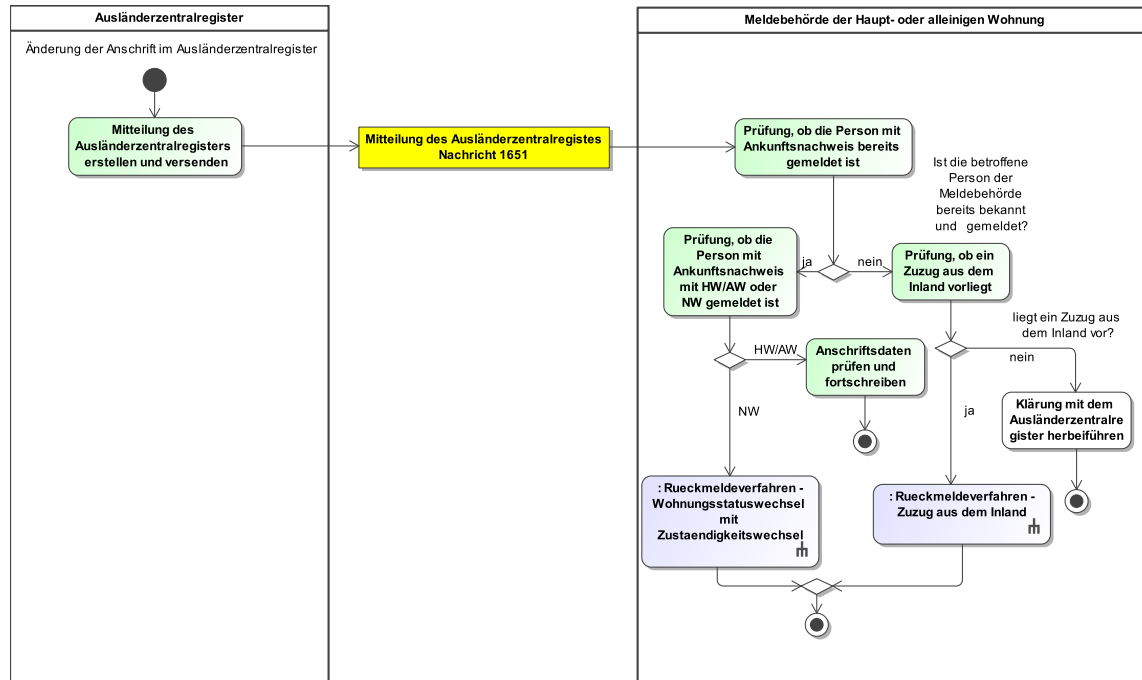 Ausländerzentralregister
Meldebehörde der Haupt- oder alleinigen Wohnung
Änderung der Anschrift im Ausländerzentralregister
Mitteilung des
Ausländerzentralregisters
erstellen und versenden
Mitteilung des Ausländerzentralregistes
Nachricht 1651
Prüfung, ob die Person mit
Ankunftsnachweis bereits
gemeldet ist
Ist die betroffene
Person der
Meldebehörde
bereits bekannt
und gemeldet?
Prüfung, ob die
Person mit
Ankunftsnachweis
mit HW/AW oder
NW gemeldet ist
ja
nein
Prüfung, ob ein
Zuzug aus dem
Inland vorliegt
liegt ein Zuzug aus
dem Inland vor?
HW/AW
Anschriftsdaten
prüfen und
fortschreiben
nein
NW
ja
Klärung mit dem
Ausländerzentralre
gister herbeiführen
: Rueckmeldeverfahren -
Wohnungsstatuswechsel
mit
Zustaendigkeitswechsel
: Rueckmeldeverfahren -
Zuzug aus dem Inland